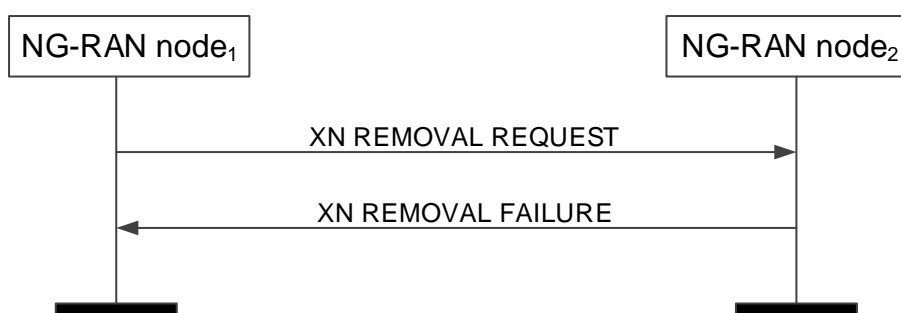 NG-RAN node₁
NG-RAN node₂
XN REMOVAL REQUEST
XN REMOVAL FAILURE